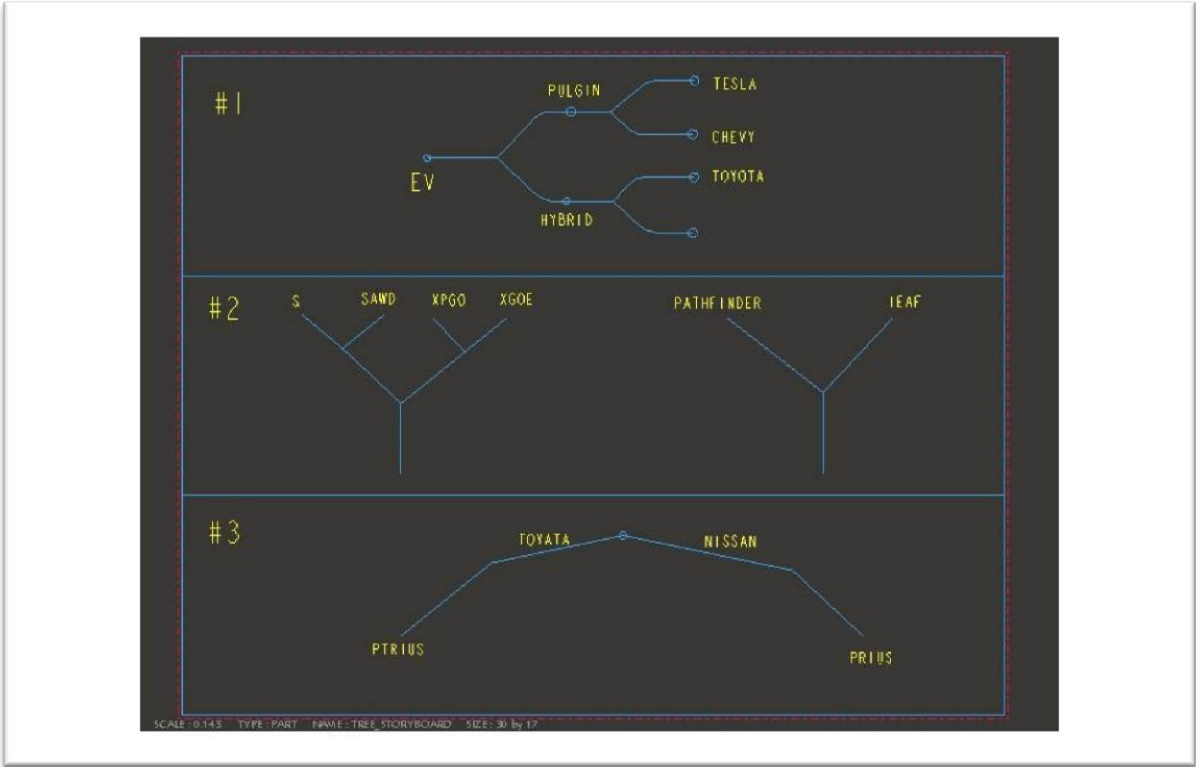 #1
PULGIN
TESLA
CHEVY
EV
TOYOTA
HYBRID
#2
S
SAWD
XPGO
XGOE
PATHFINDER
IEAF
#3
TOYATA
NISSAN
PTRIUS
PRIUS
SCALE : 0.143 TYPE : PART NAME : TREE_STORYBOARD SIZE : 30 by 17